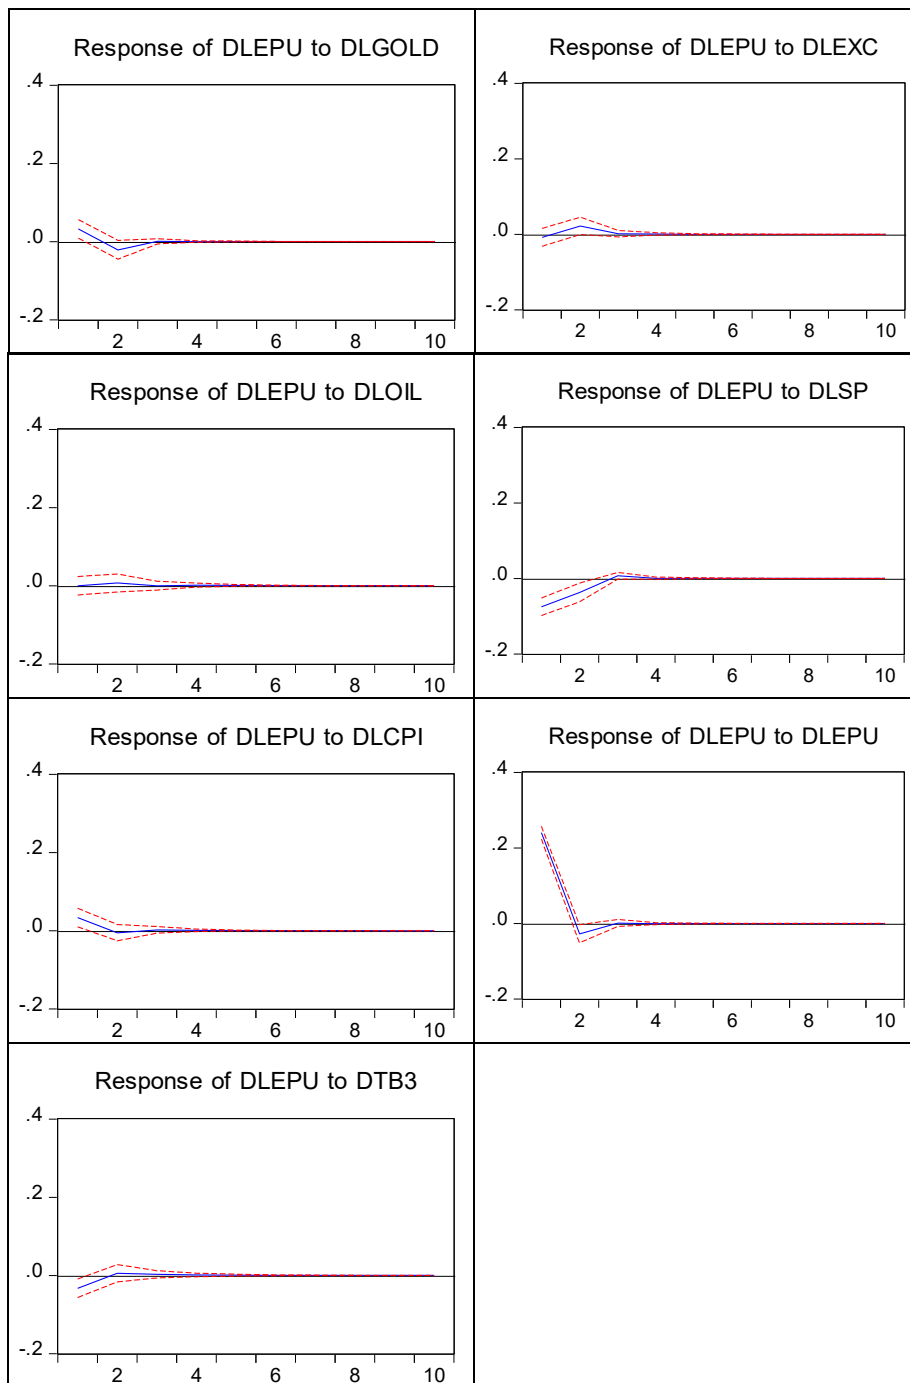 Response of DLEPU to DLGOLD
.4
.2
.0
-.2
2 4 6 8 10
Response of DLEPU to DLEXC
.4
.2
.0
-.2
2 4 6 8 10
Response of DLEPU to DLOIL
.4
.2
.0
-.2
2 4 6 8 10
Response of DLEPU to DLSP
.4
.2
.0
-.2
2 4 6 8 10
Response of DLEPU to DLCPI
.4
.2
.0
-.2
2 4 6 8 10
Response of DLEPU to DLEPU
.4
.2
.0
-.2
2 4 6 8 10
Response of DLEPU to DTB3
.4
.2
.0
-.2
2 4 6 8 10